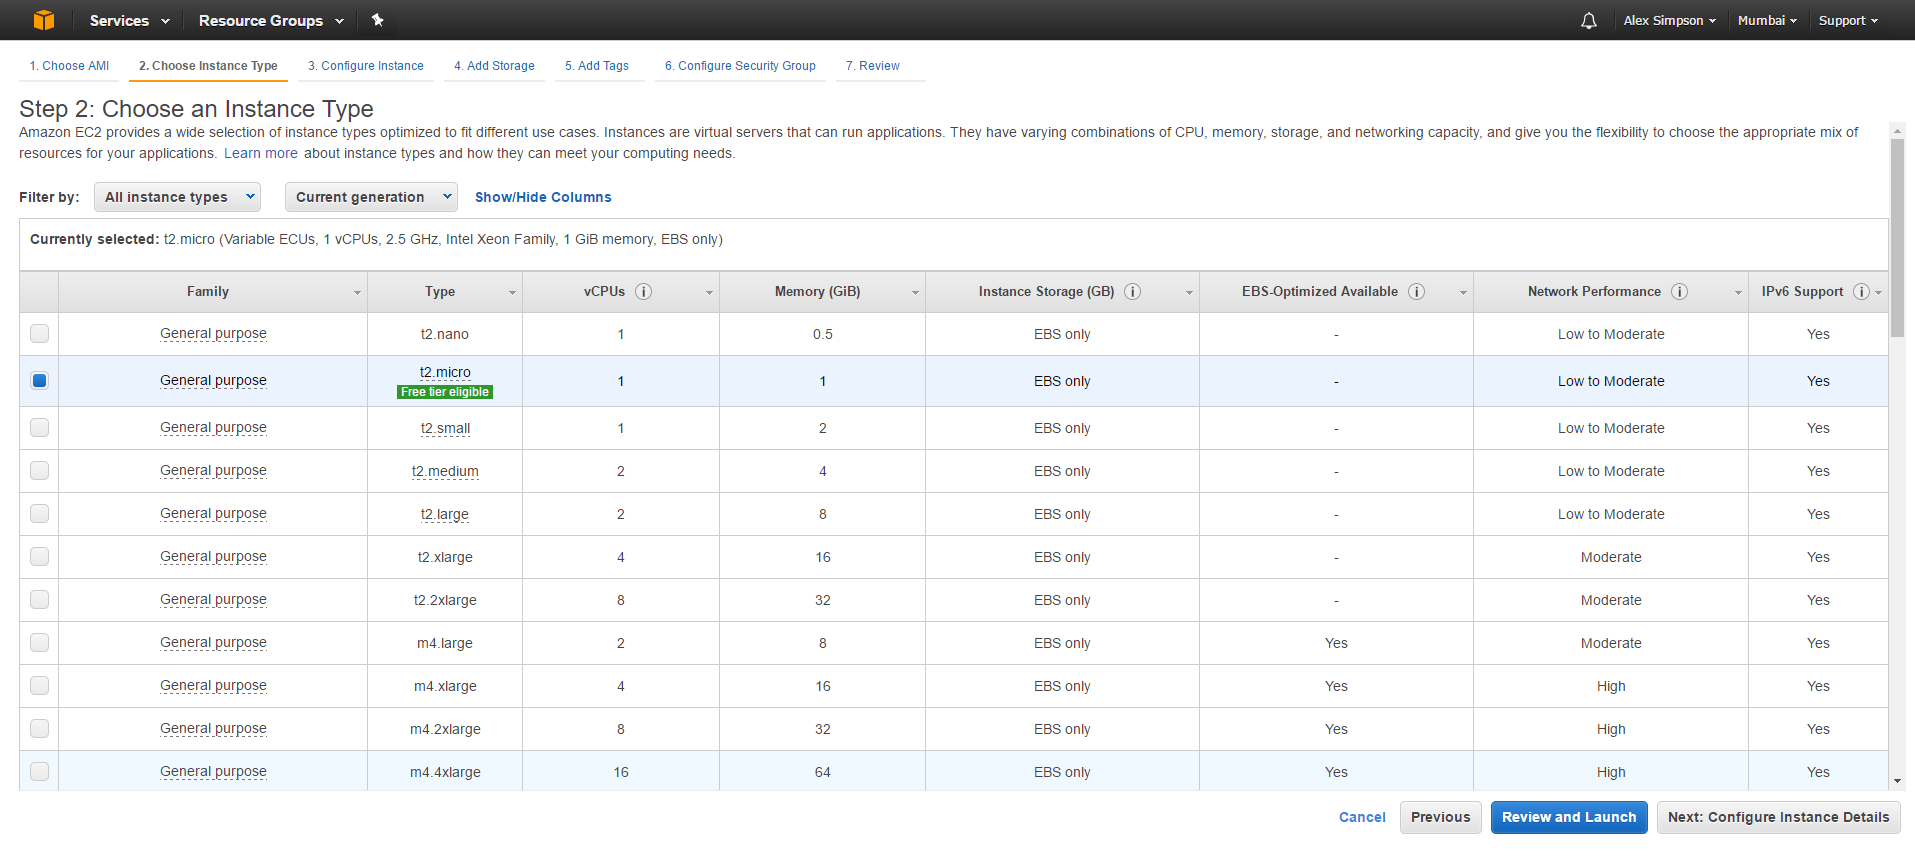 Services Resource Groups Alex Simpson Mumbai Support
1. Choose AMI 2. Choose Instance Type 3. Configure Instance 4. Add Storage 5. Add Tags 6. Configure Security Group 7. Review
Step 2: Choose an Instance Type
Amazon EC2 provides a wide selection of instance types optimized to fit different use cases. Instances are virtual servers that can run applications. They have varying combinations of CPU, memory, storage, and networking capacity, and give you the flexibility to choose the appropriate mix of
resources for your applications. Learn more about instance types and how they can meet your computing needs.
Filter by: All instance types Current generation Show/Hide Columns
Currently selected: t2.micro (Variable ECUs, 1 vCPUs, 2.5 GHz, Intel Xeon Family, 1 GiB memory, EBS only)
Family Type vCPUs i Memory (GiB) Instance Storage (GB) i EBS-Optimized Available i Network Performance i IPv6 Support i
General purpose t2.nano 1 0.5 EBS only - Low to Moderate Yes
General purpose t2.micro 1 1 EBS only - Low to Moderate Yes
Free tier eligible
General purpose t2.small 1 2 EBS only - Low to Moderate Yes
General purpose t2.medium 2 4 EBS only - Low to Moderate Yes
General purpose t2.large 2 8 EBS only - Low to Moderate Yes
General purpose t2.xlarge 4 16 EBS only - Moderate Yes
General purpose t2.2xlarge 8 32 EBS only - Moderate Yes
General purpose m4.large 2 8 EBS only Yes Moderate Yes
General purpose m4.xlarge 4 16 EBS only Yes High Yes
General purpose m4.2xlarge 8 32 EBS only Yes High Yes
General purpose m4.4xlarge 16 64 EBS only Yes High Yes
Cancel Previous Review and Launch Next: Configure Instance Details